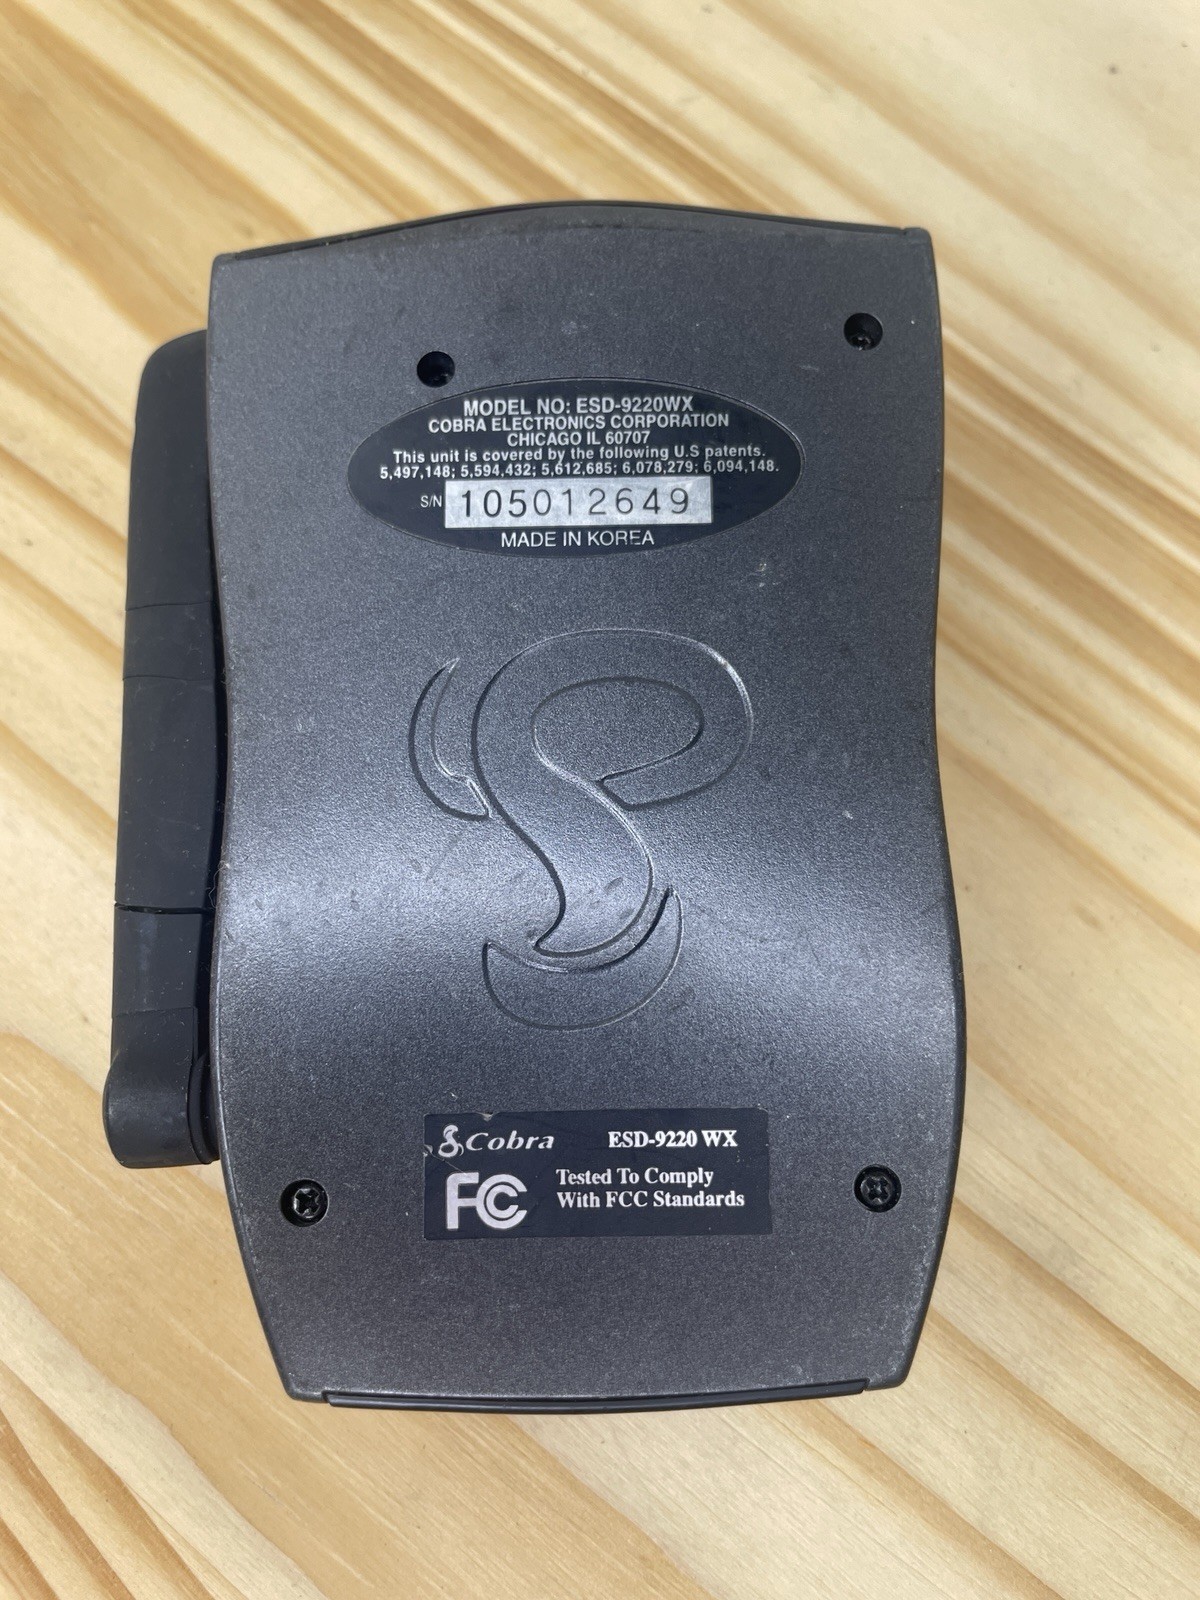 MODEL NO: ESD-9220WX
COBRA ELECTRONICS CORPORATION
CHICAGO IL 60707
This unit is covered by the following U.S patents.
5,497,148; 5,594,432; 5,612,685; 6,078,279; 6,094,148.
S/N 105012649
MADE IN KOREA
Cobra ESD-9220 WX
FC Tested To Comply
With FCC Standards